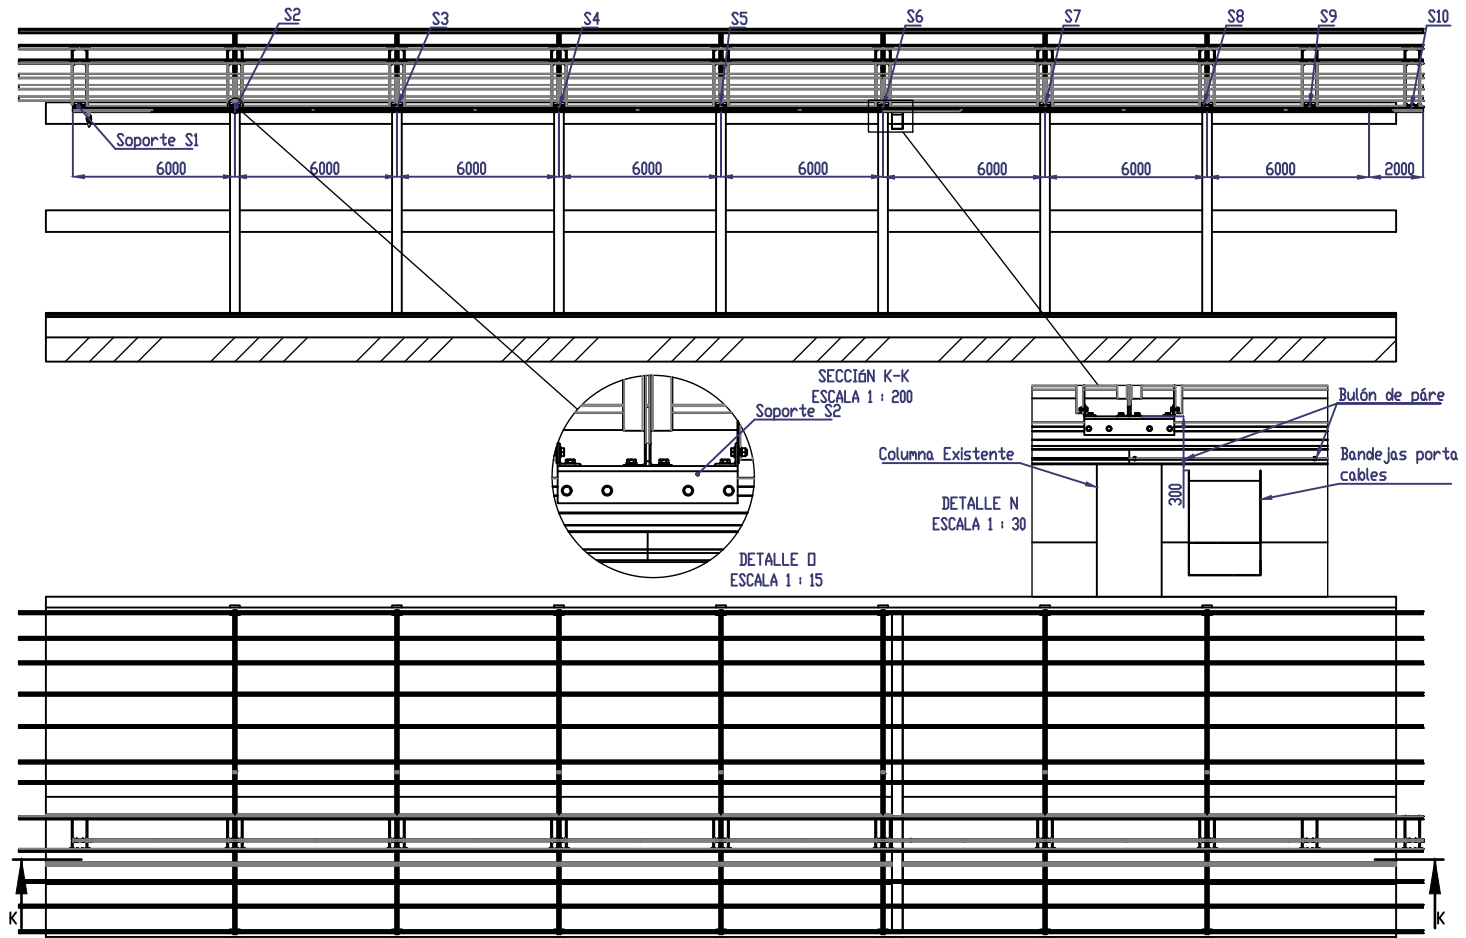 S2
S3
S4
S5
S6
S7
S8
S9
S10
Soporte S1
6000
6000
6000
6000
6000
6000
6000
6000
2000
SECCIóN K-K
ESCALA 1 : 200
Soporte S2
DETALLE O
ESCALA 1 : 15
Columna Existente
DETALLE N
ESCALA 1 : 30
300
Bulón de páre
Bandejas porta
cables
K
K